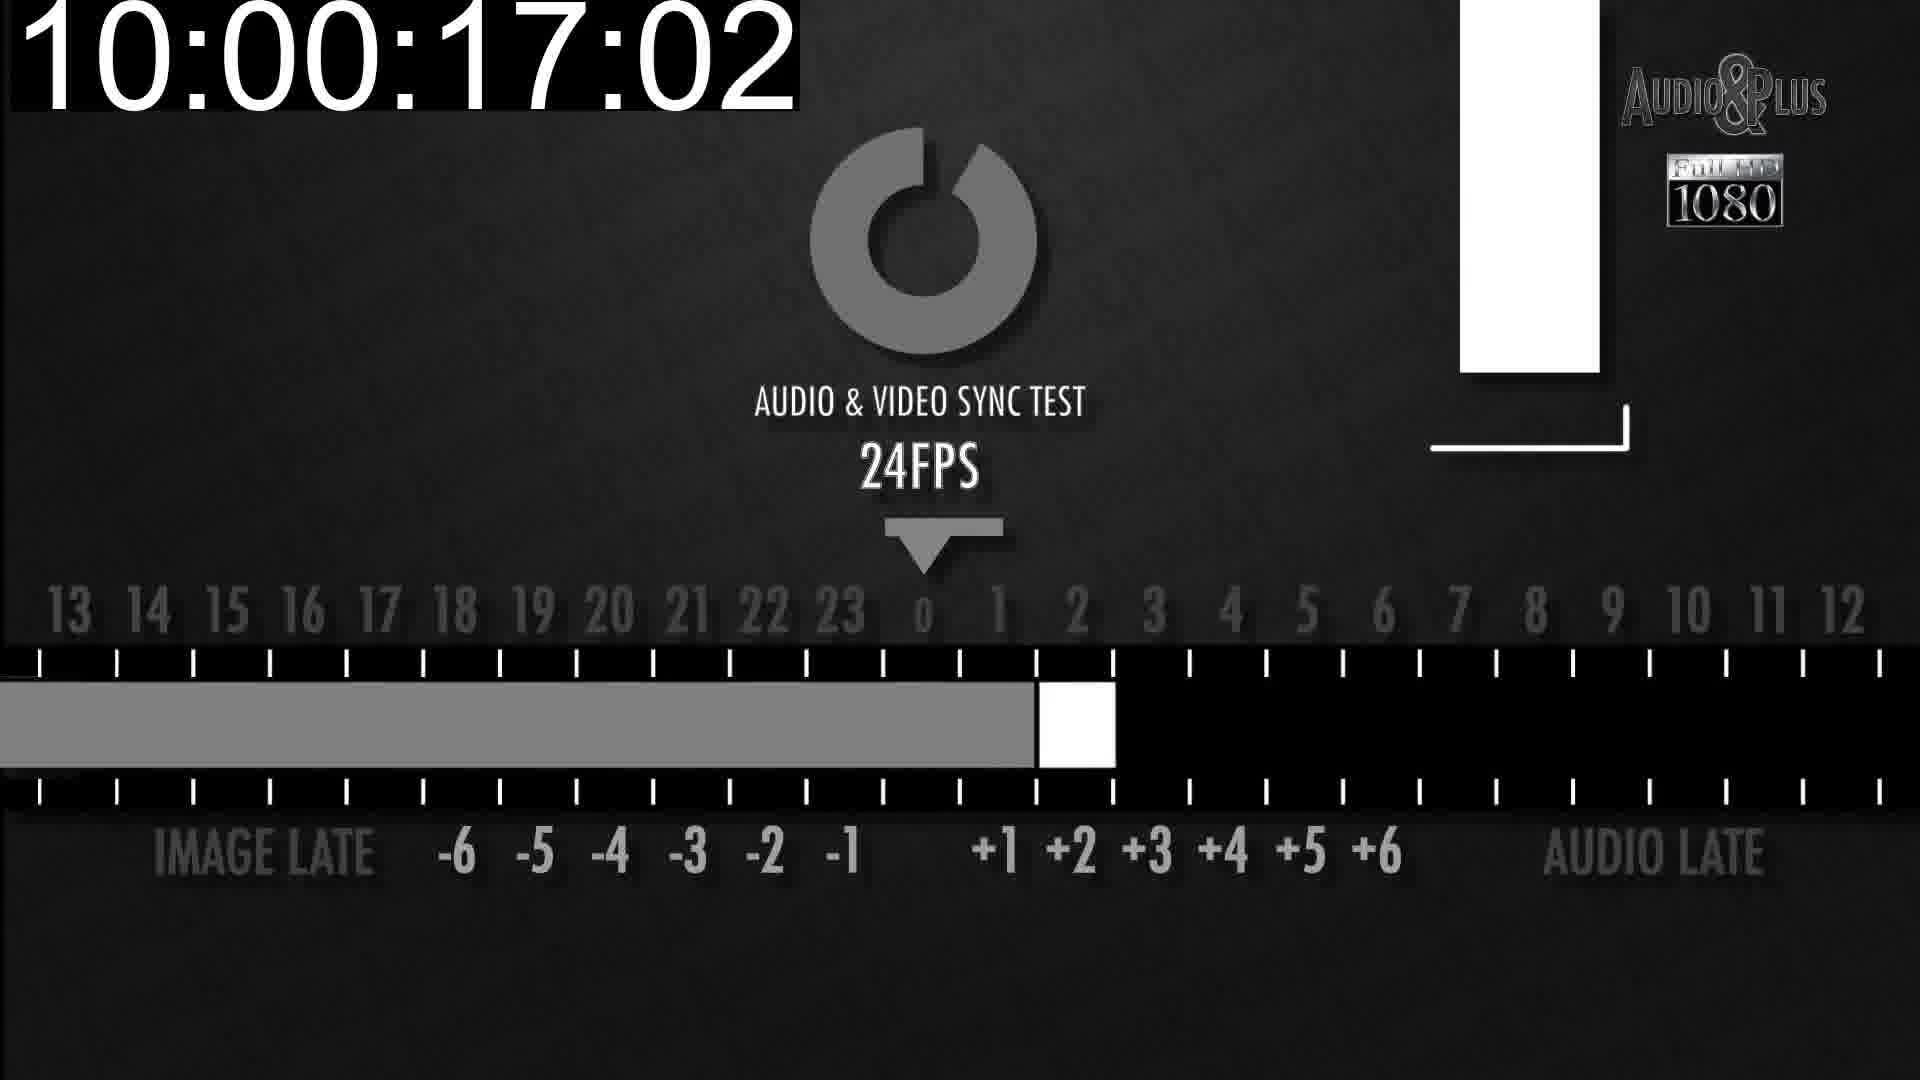 10:00:17:02
AUDIO & PLUS
Full HD
1080
AUDIO & VIDEO SYNC TEST
24FPS
13 14 15 16 17 18 19 20 21 22 23 0 1 2 3 4 5 6 7 8 9 10 11 12
IMAGE LATE -6 -5 -4 -3 -2 -1 +1 +2 +3 +4 +5 +6 AUDIO LATE